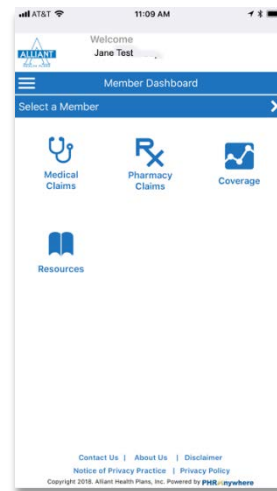 AT&T 11:09 AM
Welcome
Jane Test
ALLIANT
Member Dashboard
Select a Member
Rx
Medical Claims
Pharmacy Claims
Coverage
Resources
Contact Us | About Us | Disclaimer
Notice of Privacy Practice | Privacy Policy
Copyright 2018. Alliant Health Plans, Inc. Powered by PHRAnywhere